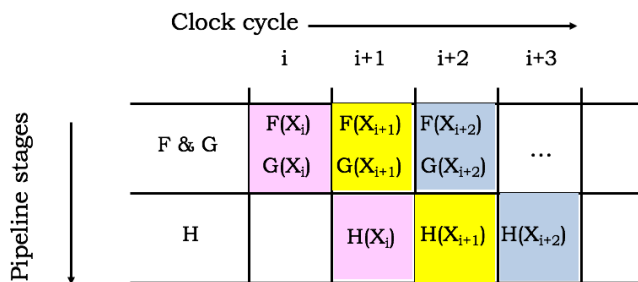 Clock cycle
i i+1 i+2 i+3
Pipeline stages
F & G
F(Xᵢ) F(Xᵢ₊₁) F(Xᵢ₊₂)
G(Xᵢ) G(Xᵢ₊₁) G(Xᵢ₊₂)
...
H H(Xᵢ) H(Xᵢ₊₁) H(Xᵢ₊₂)